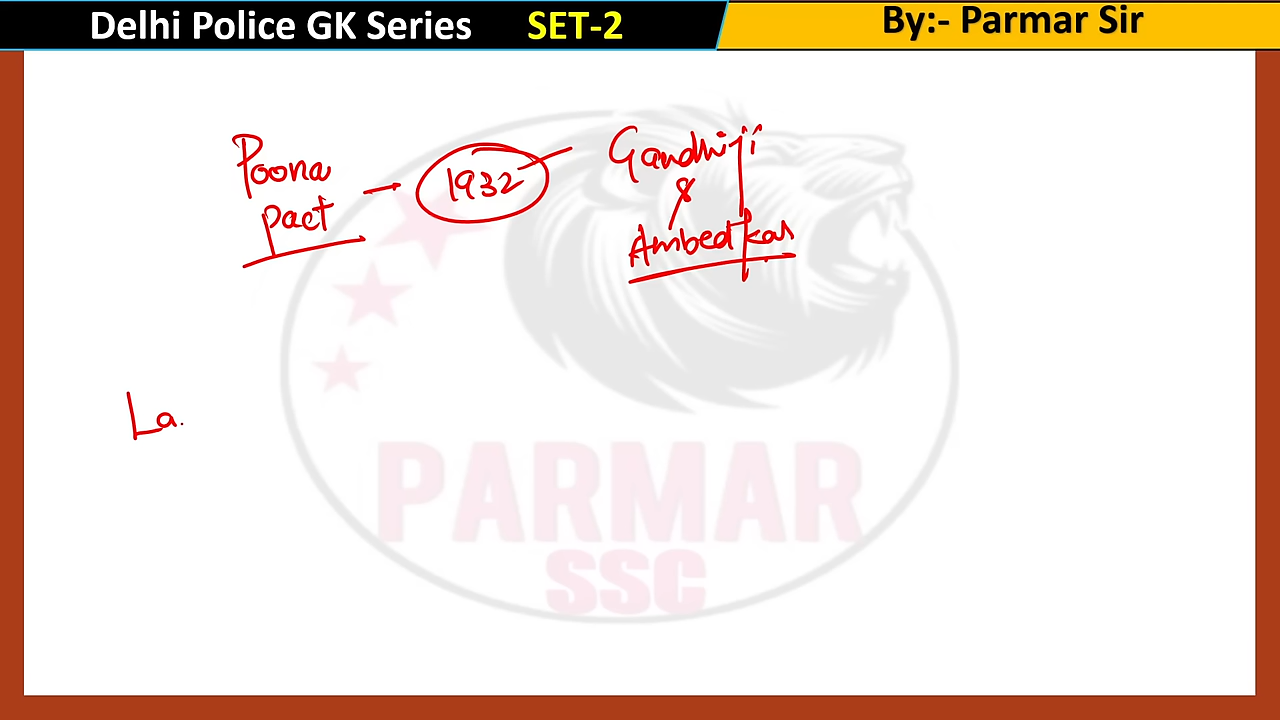 Delhi Police GK Series SET-2 By:- Parmar Sir
Poona
pact
1932
Gandhiji
&
Ambedkar
La.
PARMAR
SSC